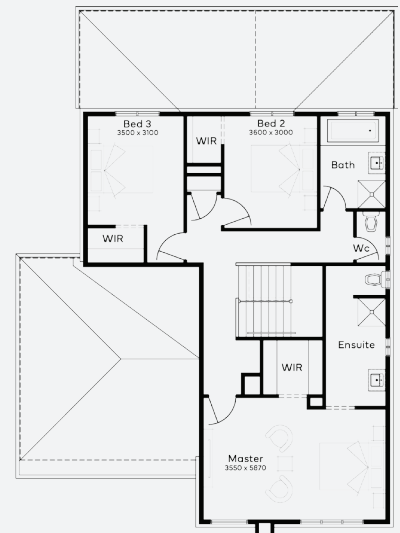 Bed 3
3500 x 3100
WIR
Bed 2
3600 x 3000
Bath
WIR
Wc
Ensuite
WIR
Master
3550 x 5870